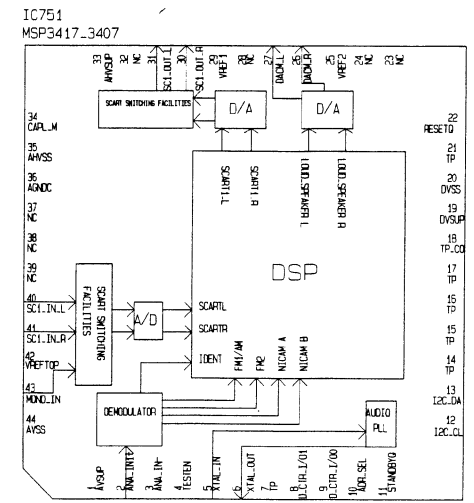 IC751
MSP3417_3407
33 AHVSUP
32 NC
31 SC1_OUT_L
30 SC1_OUT_R
29 VREF1
28 NC
27 DACM_L
26 DACM_R
25 VREF2
24 NC
23 NC
SCART SWITCHING FACILITIES
D/A
D/A
34 CAPL_M
35 AHVSS
36 AGNDC
37 NC
38 NC
39 NC
40 SC1_IN_L
41 SC1_IN_R
42 VREFTOP
43 MONO_IN
44 AVSS
22 RESETQ
21 TP
20 DVSS
19 DVSUP
18 TP_CO
17 TP
16 TP
15 TP
14 TP
13 I2C_DA
12 I2C_CL
SCART1_L
SCART1_R
LOUD_SPEAKER L
LOUD_SPEAKER R
DSP
SCART SWITCHING FACILITIES
A/D
SCARTL
SCARTR
IDENT
FM1/AM
FM2
NICAM A
NICAM B
DEMODULATOR
AUDIO PLL
1 AVSUP
2 ANA_IN1+
3 ANA_IN-
4 TESTEN
5 XTAL_IN
6 XTAL_OUT
7 TP
8 D_CTR_I/O1
9 D_CTR_I/O0
10 ADR_SEL
11 STANDBYQ